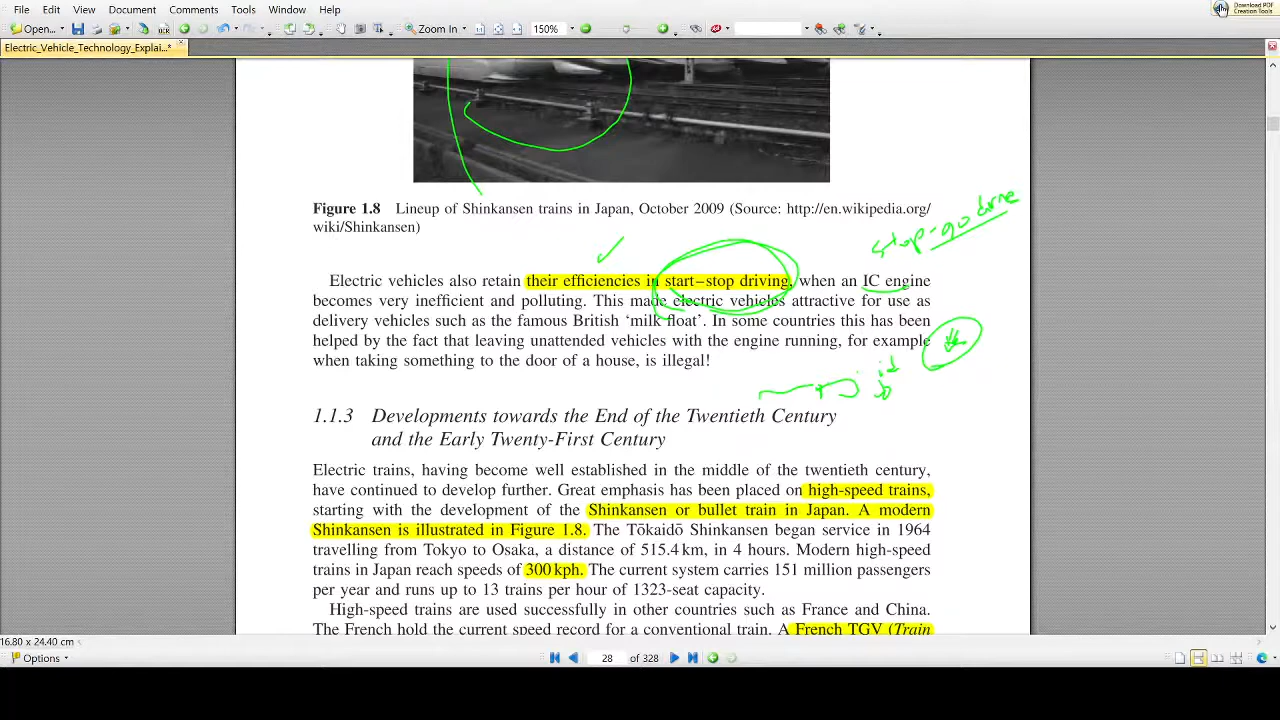 File Edit View Document Comments Tools Window Help
Download PDF
Creation Tools
Open... Zoom In 150%
Electric_Vehicle_Technology_Explai...*
Figure 1.8 Lineup of Shinkansen trains in Japan, October 2009 (Source: http://en.wikipedia.org/
wiki/Shinkansen)
stop-go drive
Electric vehicles also retain their efficiencies in start–stop driving, when an IC engine
becomes very inefficient and polluting. This made electric vehicles attractive for use as
delivery vehicles such as the famous British ‘milk float’. In some countries this has been
helped by the fact that leaving unattended vehicles with the engine running, for example
when taking something to the door of a house, is illegal!
1.1.3 Developments towards the End of the Twentieth Century
and the Early Twenty-First Century
Electric trains, having become well established in the middle of the twentieth century,
have continued to develop further. Great emphasis has been placed on high-speed trains,
starting with the development of the Shinkansen or bullet train in Japan. A modern
Shinkansen is illustrated in Figure 1.8. The Tōkaidō Shinkansen began service in 1964
travelling from Tokyo to Osaka, a distance of 515.4 km, in 4 hours. Modern high-speed
trains in Japan reach speeds of 300 kph. The current system carries 151 million passengers
per year and runs up to 13 trains per hour of 1323-seat capacity.
High-speed trains are used successfully in other countries such as France and China.
The French hold the current speed record for a conventional train. A French TGV (Train
16.80 x 24.40 cm
Options 28 of 328